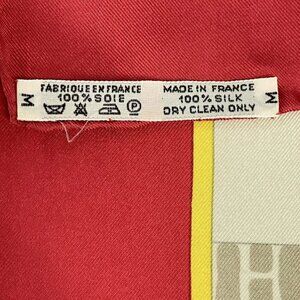 FABRIQUE EN FRANCE
100% SOIE
P
MADE IN FRANCE
100% SILK
DRY CLEAN ONLY
M
M
H